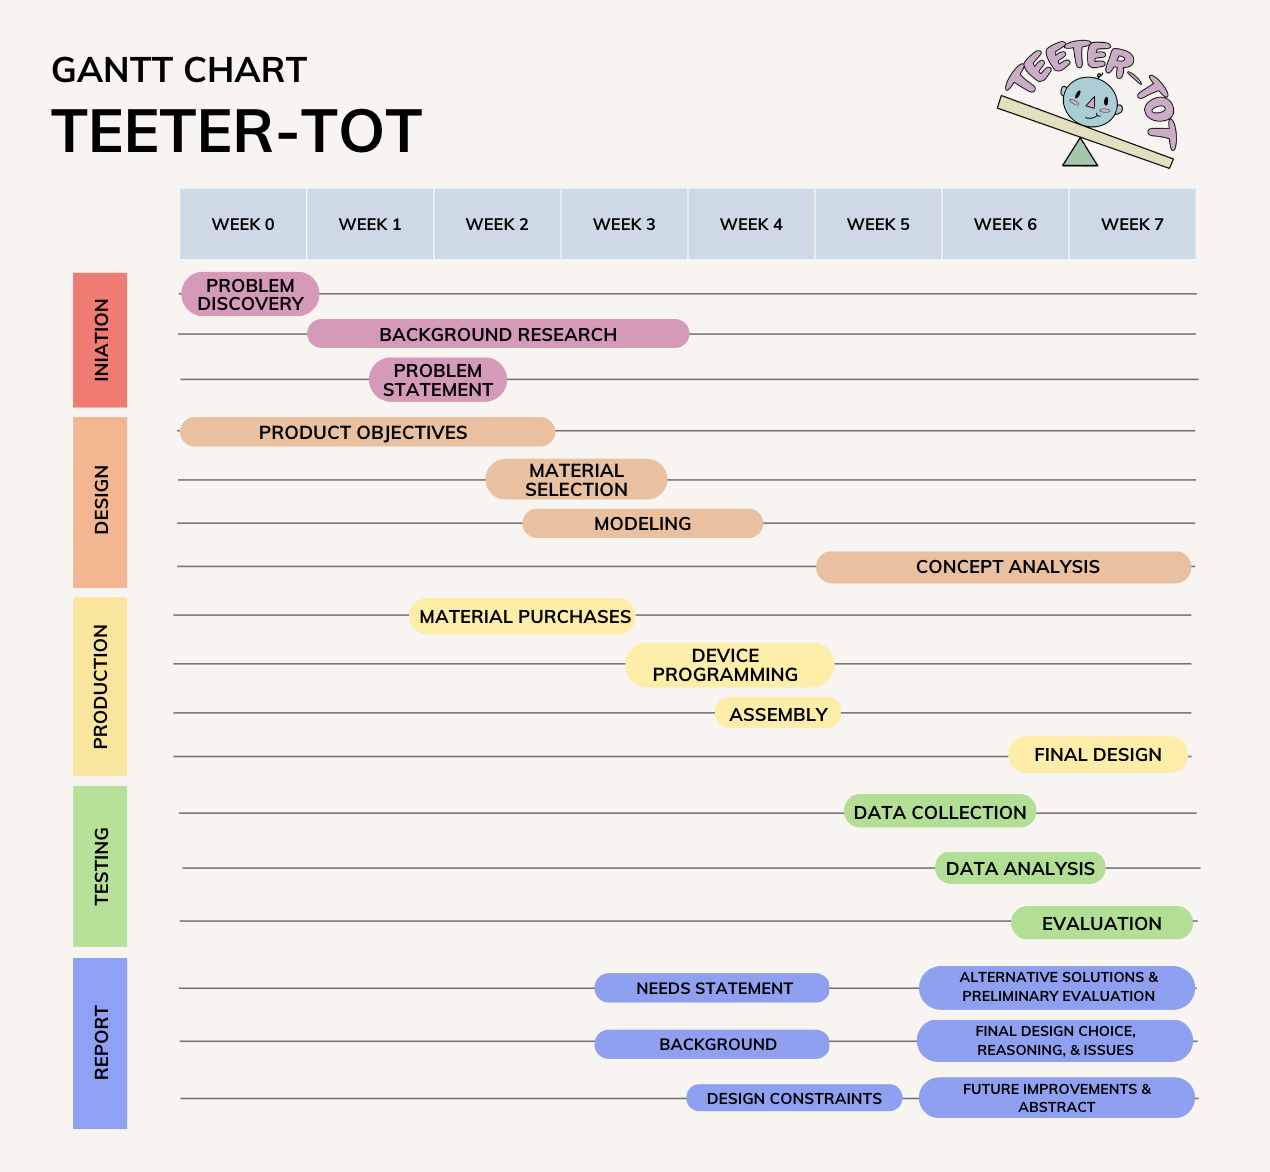 GANTT CHART
TEETER-TOT
TEETER-TOT
WEEK 0 WEEK 1 WEEK 2 WEEK 3 WEEK 4 WEEK 5 WEEK 6 WEEK 7
INIATION
PROBLEM
DISCOVERY
BACKGROUND RESEARCH
PROBLEM
STATEMENT
DESIGN
PRODUCT OBJECTIVES
MATERIAL
SELECTION
MODELING
CONCEPT ANALYSIS
PRODUCTION
MATERIAL PURCHASES
DEVICE
PROGRAMMING
ASSEMBLY
FINAL DESIGN
TESTING
DATA COLLECTION
DATA ANALYSIS
EVALUATION
REPORT
NEEDS STATEMENT
ALTERNATIVE SOLUTIONS &
PRELIMINARY EVALUATION
BACKGROUND
FINAL DESIGN CHOICE,
REASONING, & ISSUES
DESIGN CONSTRAINTS
FUTURE IMPROVEMENTS &
ABSTRACT